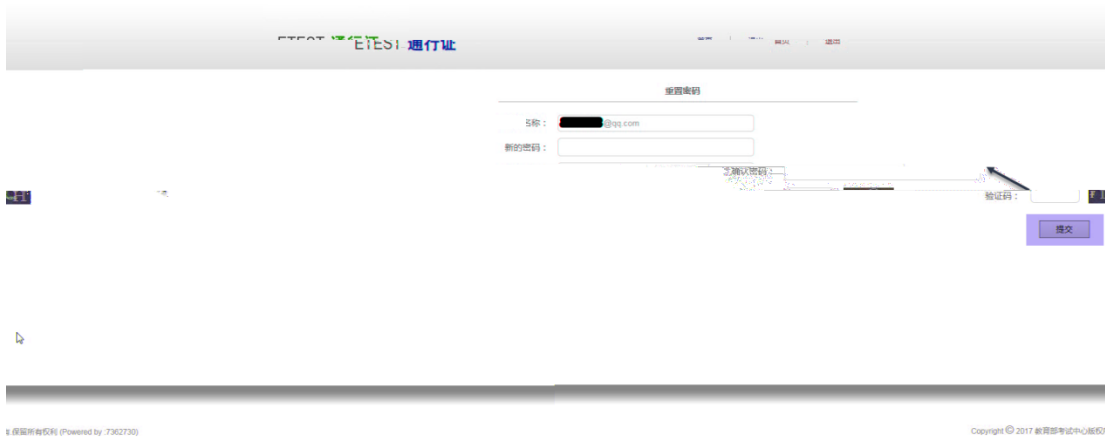 ETEST 通行证
重置密码
名称：@qq.com
新的密码：
确认密码：
验证码：
提交
保留所有权利 (Powered by :7362730)
Copyright © 2017 教育部考试中心版权